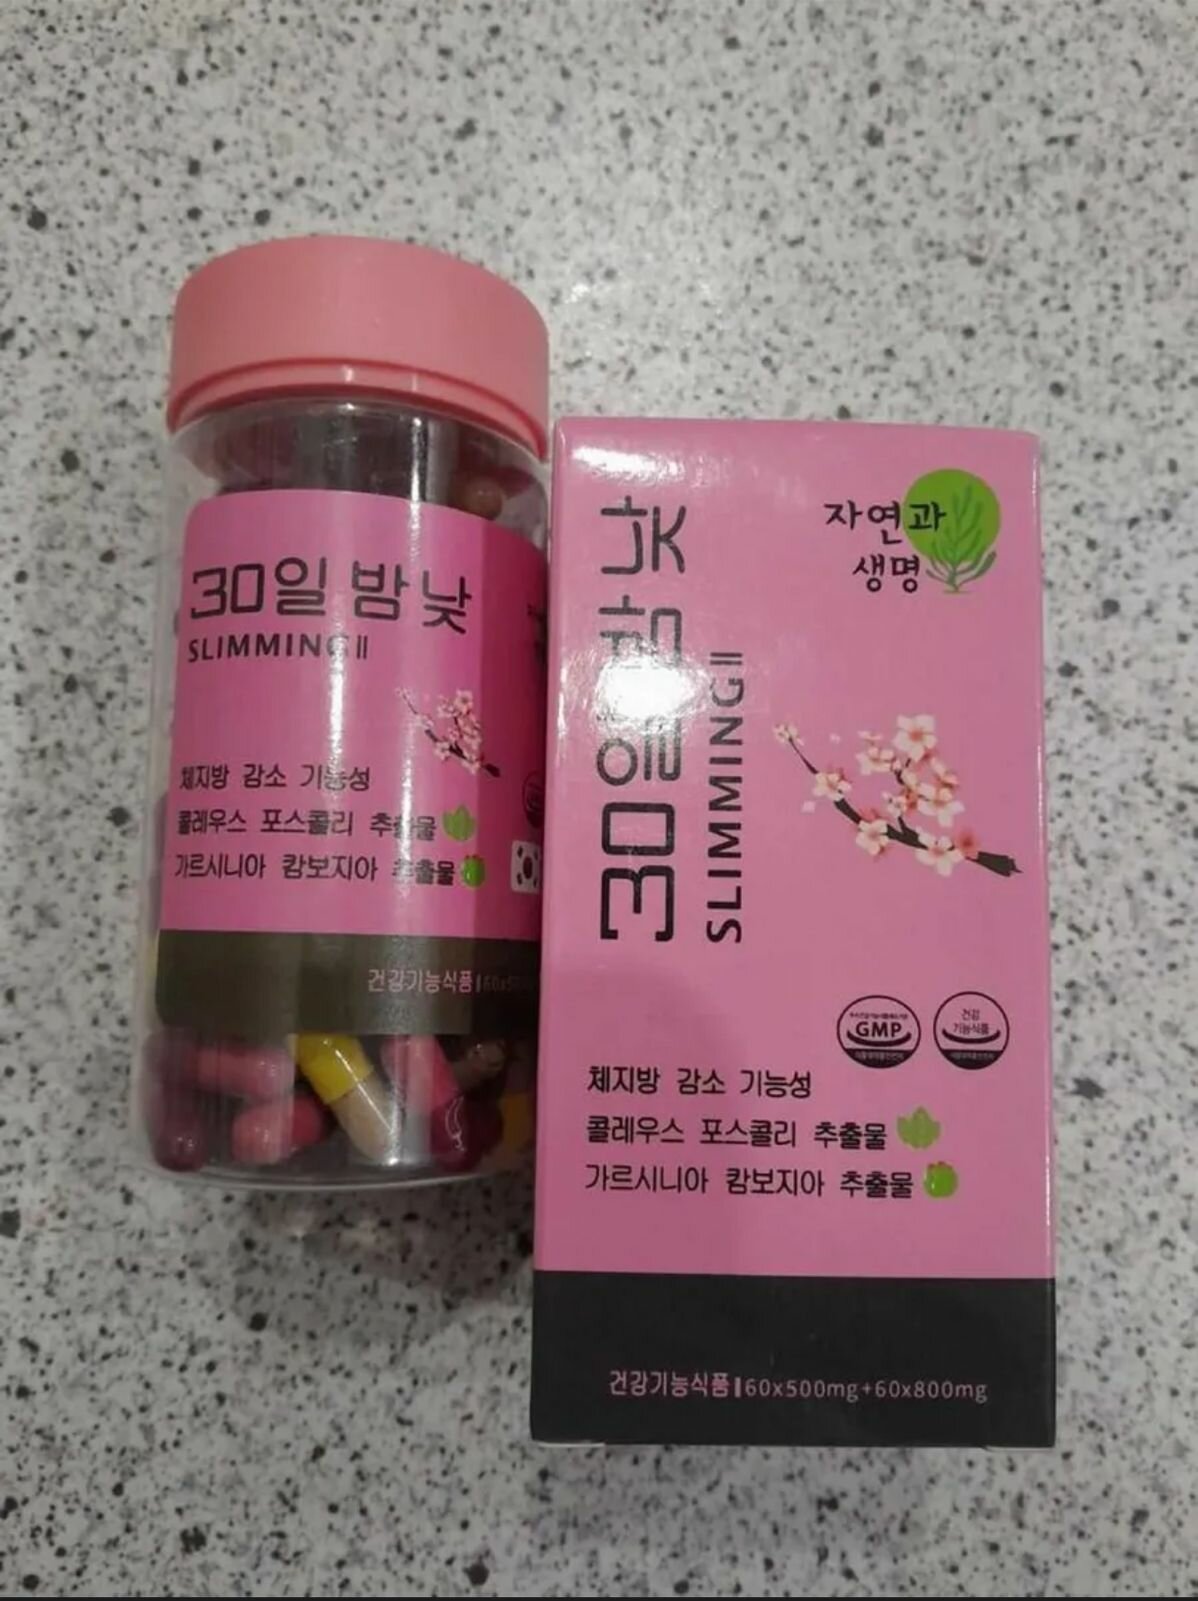 30일 밤낮
SLIMMING II
체지방 감소 기능성
콜레우스 포스콜리 추출물
가르시니아 캄보지아 추출물
건강기능식품
자연과
생명
30일밤낮
SLIMMING II
GMP
건강
기능식품
체지방 감소 기능성
콜레우스 포스콜리 추출물
가르시니아 캄보지아 추출물
건강기능식품 60x500mg+60x800mg